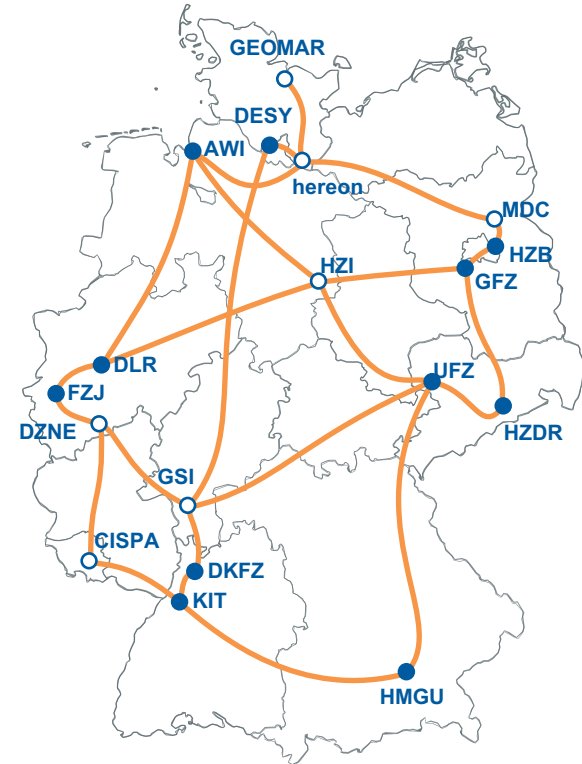 GEOMAR
DESY
AWI
hereon
MDC
HZB
HZI
GFZ
DLR
UFZ
FZJ
HZDR
DZNE
GSI
CISPA
DKFZ
KIT
HMGU